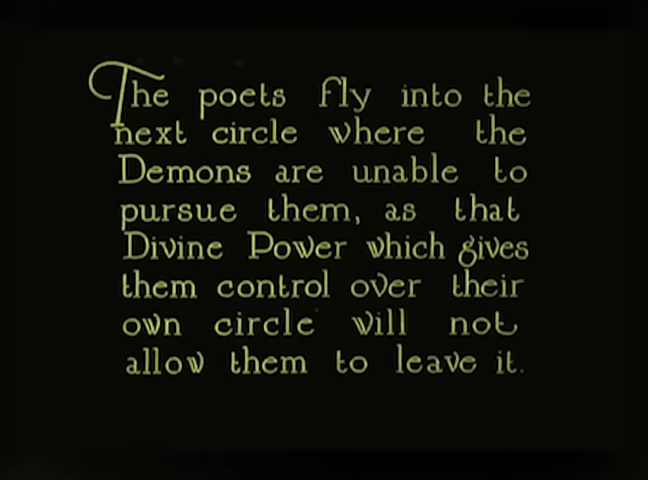 The poets fly into the
next circle where the
Demons are unable to
pursue them, as that
Divine Power which gives
them control over their
own circle will not
allow them to leave it.